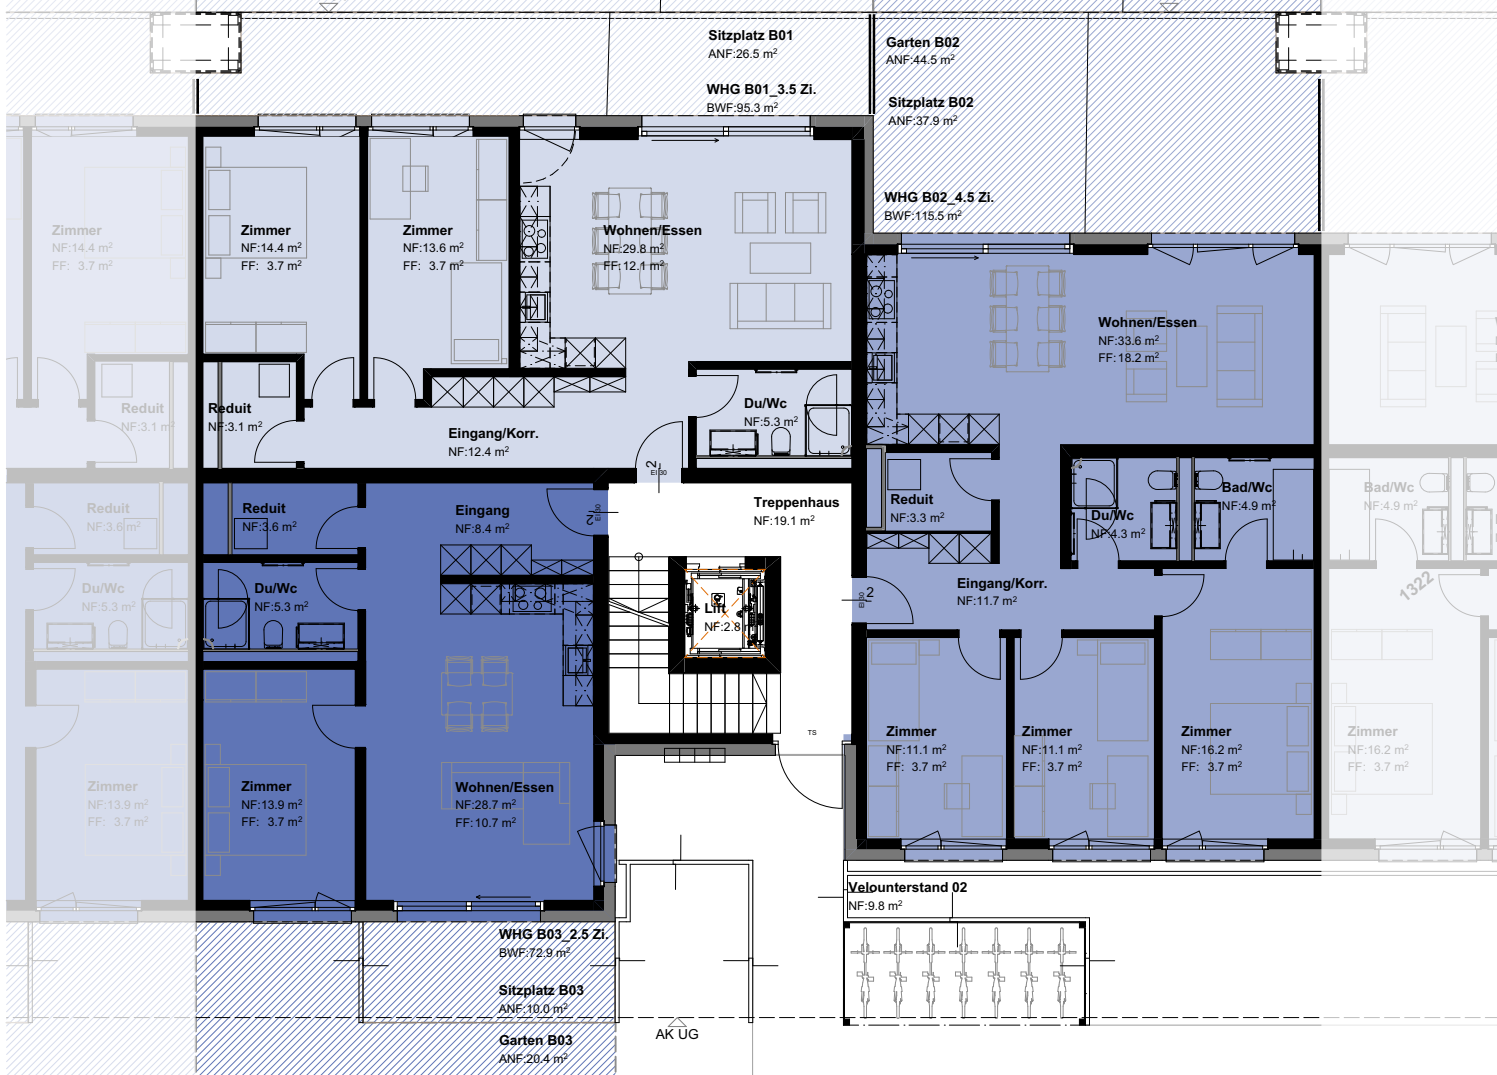 Sitzplatz B01
ANF:26.5 m²
WHG B01_3.5 Zi.
BWF:95.3 m²
Garten B02
ANF:44.5 m²
Sitzplatz B02
ANF:37.9 m²
WHG B02_4.5 Zi.
BWF:115.5 m²
Zimmer
NF:14.4 m²
FF: 3.7 m²
Zimmer
NF:14.4 m²
FF: 3.7 m²
Zimmer
NF:13.6 m²
FF: 3.7 m²
Wohnen/Essen
NF:29.8 m²
FF:12.1 m²
Wohnen/Essen
NF:33.6 m²
FF:18.2 m²
Reduit
NF:3.1 m²
Reduit
NF:3.1 m²
Eingang/Korr.
NF:12.4 m²
Du/Wc
NF:5.3 m²
2
EI 30
Reduit
NF:3.6 m²
Reduit
NF:3.6 m²
Eingang
NF:8.4 m²
2
EI 30
Treppenhaus
NF:19.1 m²
Reduit
NF:3.3 m²
Du/Wc
NF:4.3 m²
Bad/Wc
NF:4.9 m²
Bad/Wc
NF:4.9 m²
Du/Wc
NF:5.3 m²
Du/Wc
NF:5.3 m²
Lift
NF:2.8
2
EI 30
Eingang/Korr.
NF:11.7 m²
1322
Zimmer
NF:13.9 m²
FF: 3.7 m²
Zimmer
NF:13.9 m²
FF: 3.7 m²
Wohnen/Essen
NF:28.7 m²
FF:10.7 m²
TS
Zimmer
NF:11.1 m²
FF: 3.7 m²
Zimmer
NF:11.1 m²
FF: 3.7 m²
Zimmer
NF:16.2 m²
FF: 3.7 m²
Zimmer
NF:16.2 m²
FF: 3.7 m²
Velounterstand 02
NF:9.8 m²
WHG B03_2.5 Zi.
BWF:72.9 m²
Sitzplatz B03
ANF:10.0 m²
Garten B03
ANF:20.4 m²
AK UG